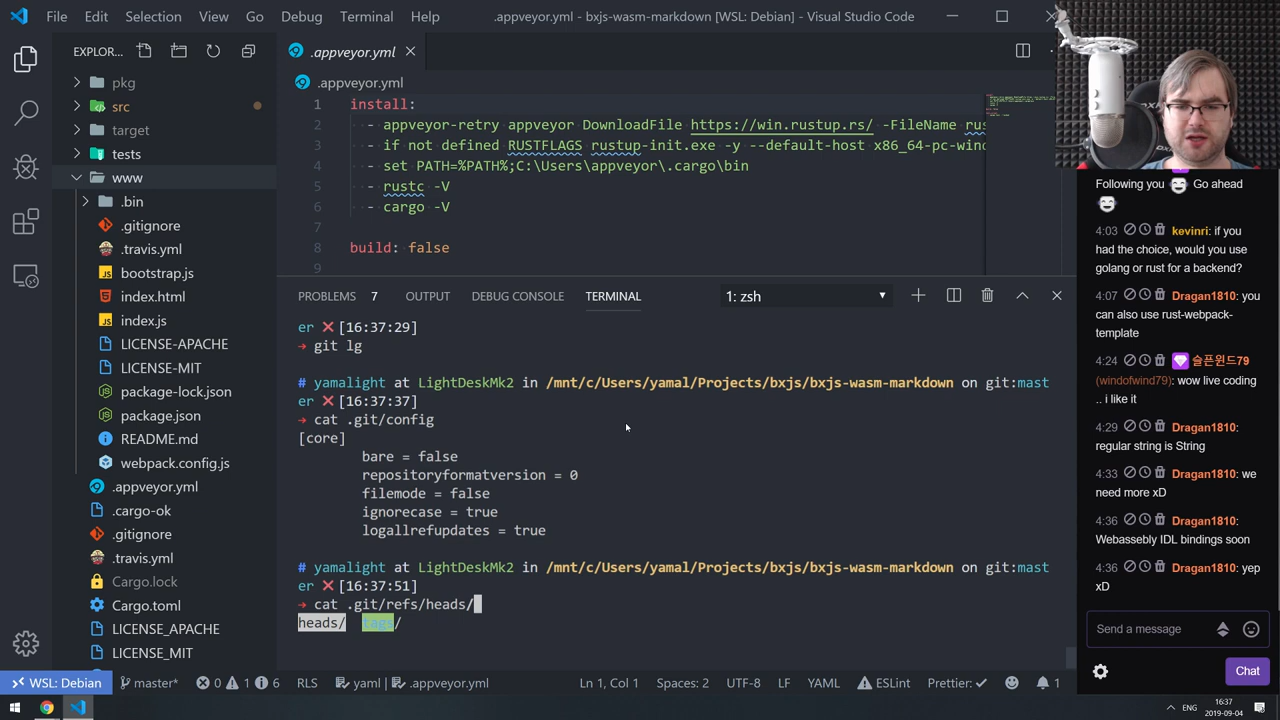 File Edit Selection View Go Debug Terminal Help .appveyor.yml - bxjs-wasm-markdown [WSL: Debian] - Visual Studio Code
EXPLOR...
pkg
src
target
tests
www
.bin
.gitignore
.travis.yml
bootstrap.js
index.html
index.js
LICENSE-APACHE
LICENSE-MIT
package-lock.json
package.json
README.md
webpack.config.js
.appveyor.yml
.cargo-ok
.gitignore
.travis.yml
Cargo.lock
Cargo.toml
LICENSE_APACHE
LICENSE_MIT
.appveyor.yml
.appveyor.yml
1 install:
2 - appveyor-retry appveyor DownloadFile https://win.rustup.rs/ -FileName rus
3 - if not defined RUSTFLAGS rustup-init.exe -y --default-host x86_64-pc-wind
4 - set PATH=%PATH%;C:\Users\appveyor\.cargo\bin
5 - rustc -V
6 - cargo -V
7
8 build: false
9
PROBLEMS 7 OUTPUT DEBUG CONSOLE TERMINAL 1: zsh
er ❌ [16:37:29]
→ git lg
# yamalight at LightDeskMk2 in /mnt/c/Users/yamal/Projects/bxjs/bxjs-wasm-markdown on git:mast
er ❌ [16:37:37]
→ cat .git/config
[core]
bare = false
repositoryformatversion = 0
filemode = false
ignorecase = true
logallrefupdates = true
# yamalight at LightDeskMk2 in /mnt/c/Users/yamal/Projects/bxjs/bxjs-wasm-markdown on git:mast
er ❌ [16:37:51]
→ cat .git/refs/heads/
heads/ tags/
Following you Go ahead
4:03 kevinri: if you
had the choice, would you use
golang or rust for a backend?
4:07 Dragan1810: you
can also use rust-webpack-
template
4:24 슬픈윈드79
(windofwind79): wow live coding
.. i like it
4:29 Dragan1810:
regular string is String
4:33 Dragan1810: we
need more xD
4:36 Dragan1810:
Webassebly IDL bindings soon
4:36 Dragan1810: yep
xD
Send a message
Chat
WSL: Debian master* 0 1 6 RLS yaml | .appveyor.yml Ln 1, Col 1 Spaces: 2 UTF-8 LF YAML ESLint Prettier: ✓ 1
ENG 16:37
2019-09-04